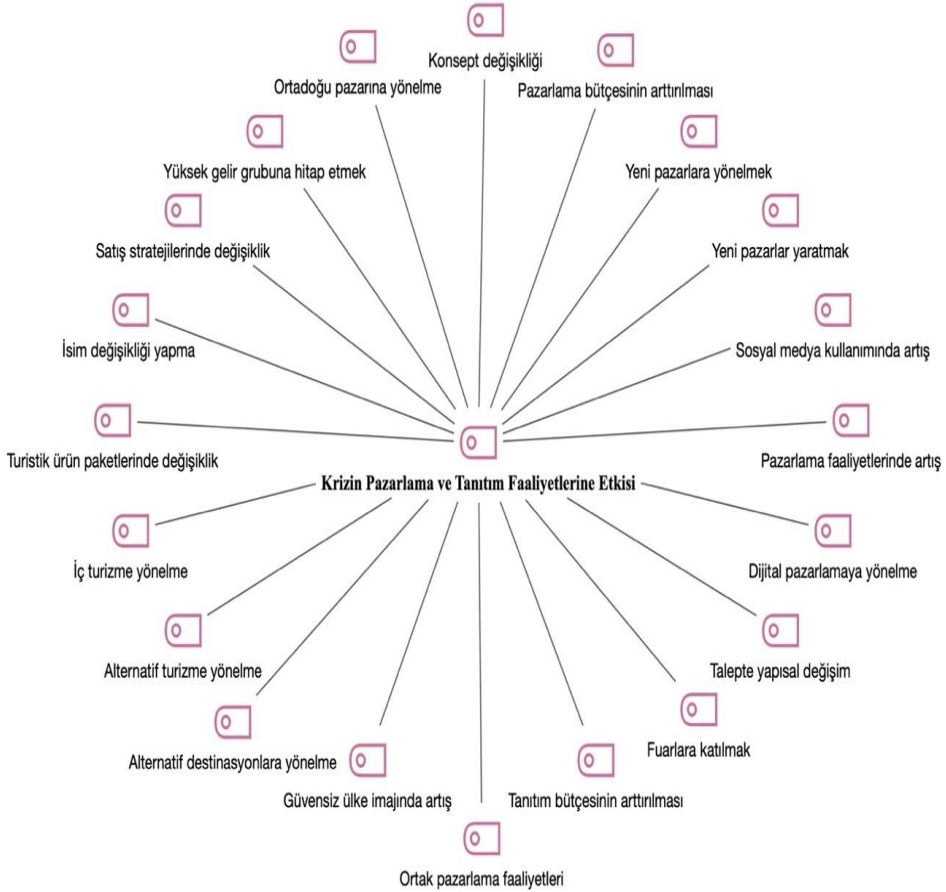 Konsept değişikliği
Ortadoğu pazarına yönelme
Pazarlama bütçesinin arttırılması
Yüksek gelir grubuna hitap etmek
Yeni pazarlara yönelmek
Satış stratejilerinde değişiklik
Yeni pazarlar yaratmak
İsim değişikliği yapma
Sosyal medya kullanımında artış
Turistik ürün paketlerinde değişiklik
Pazarlama faaliyetlerinde artış
Krizin Pazarlama ve Tanıtım Faaliyetlerine Etkisi
İç turizme yönelme
Dijital pazarlamaya yönelme
Alternatif turizme yönelme
Talepte yapısal değişim
Alternatif destinasyonlara yönelme
Fuarlara katılmak
Güvensiz ülke imajında artış
Tanıtım bütçesinin arttırılması
Ortak pazarlama faaliyetleri